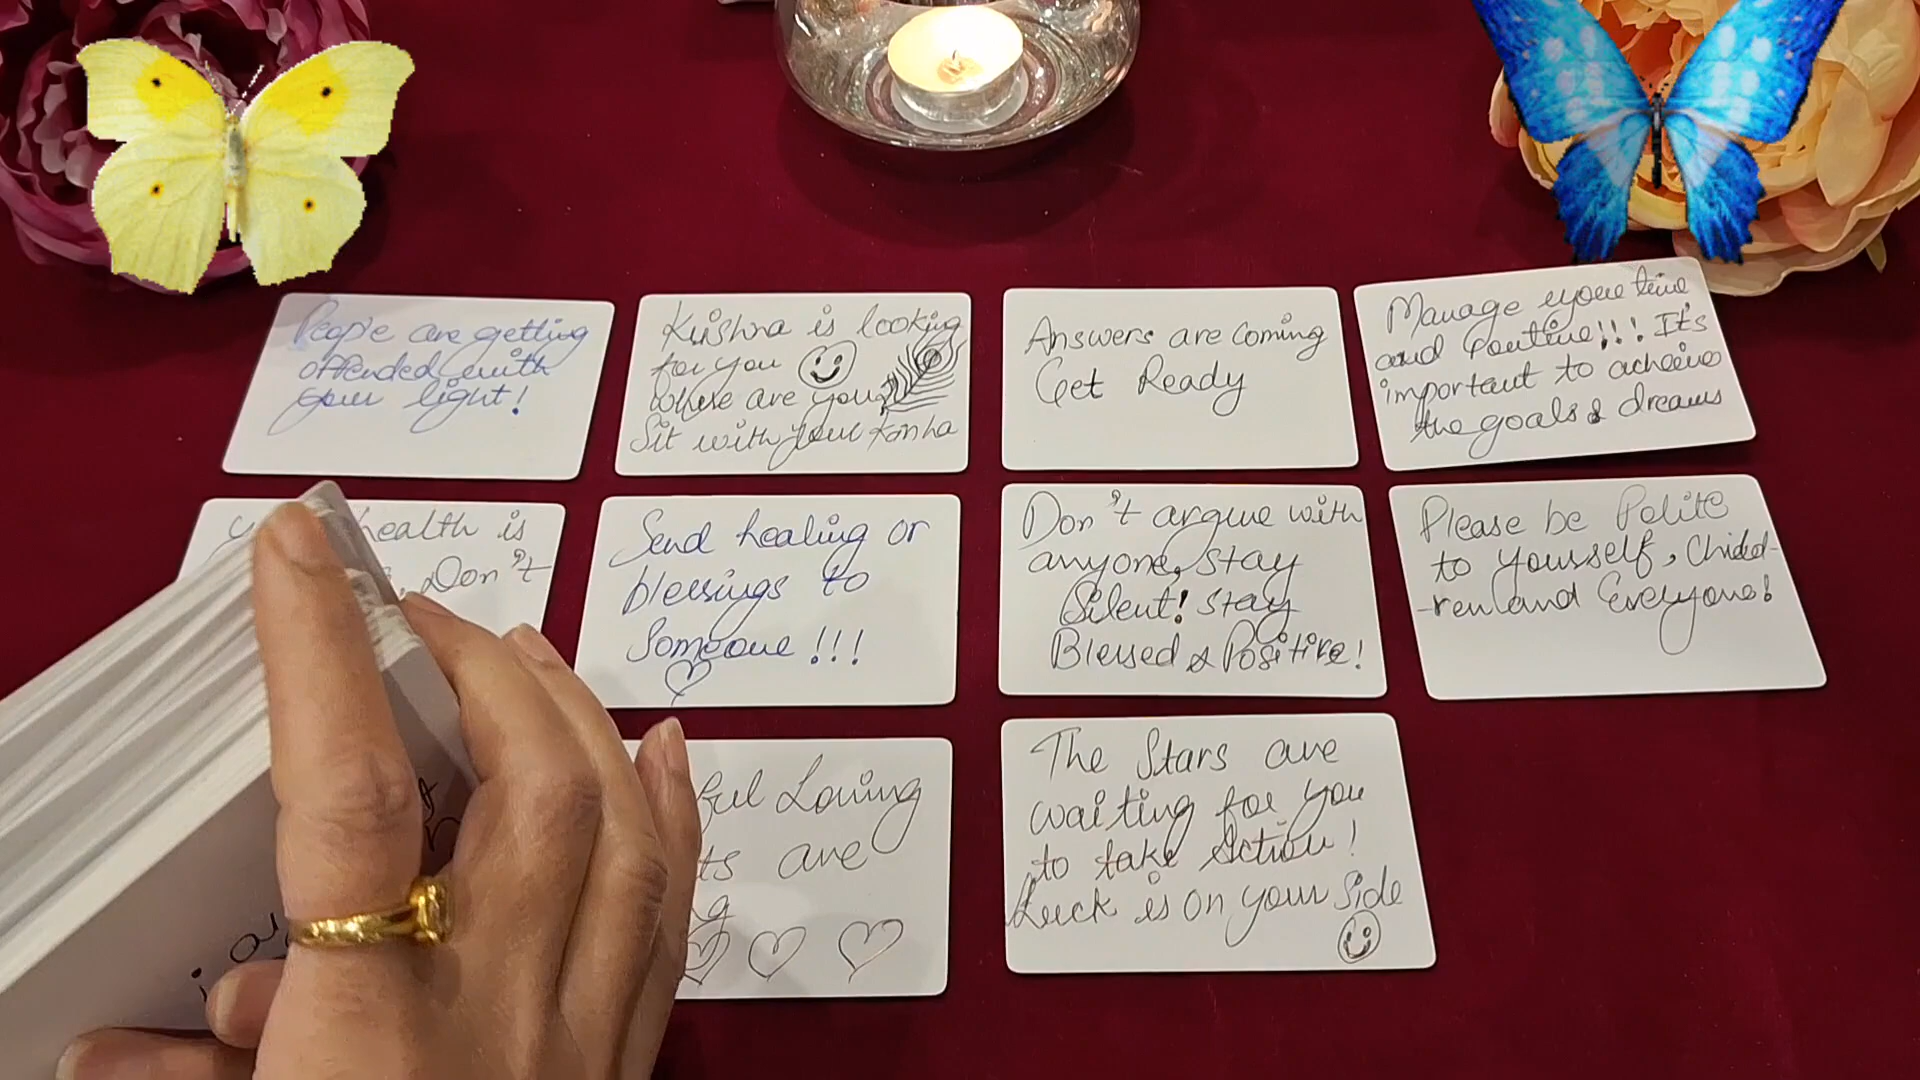 People are getting
offended with
your light!
Krishna is looking
for you
Where are you
Sit with your Kanha
Answers are coming
Get Ready
Manage your time
and routine!!! It's
important to acheive
the goals & dreams
health is
Don't
Send healing or
blessings to
Someone !!!
Don't argue with
anyone, stay
Silent! stay
Blessed & Positive!
Please be Polite
to yourself, Child-
-ren and Everyone!
Loving
are
The Stars are
waiting for you
to take Action!
Luck is on your Side